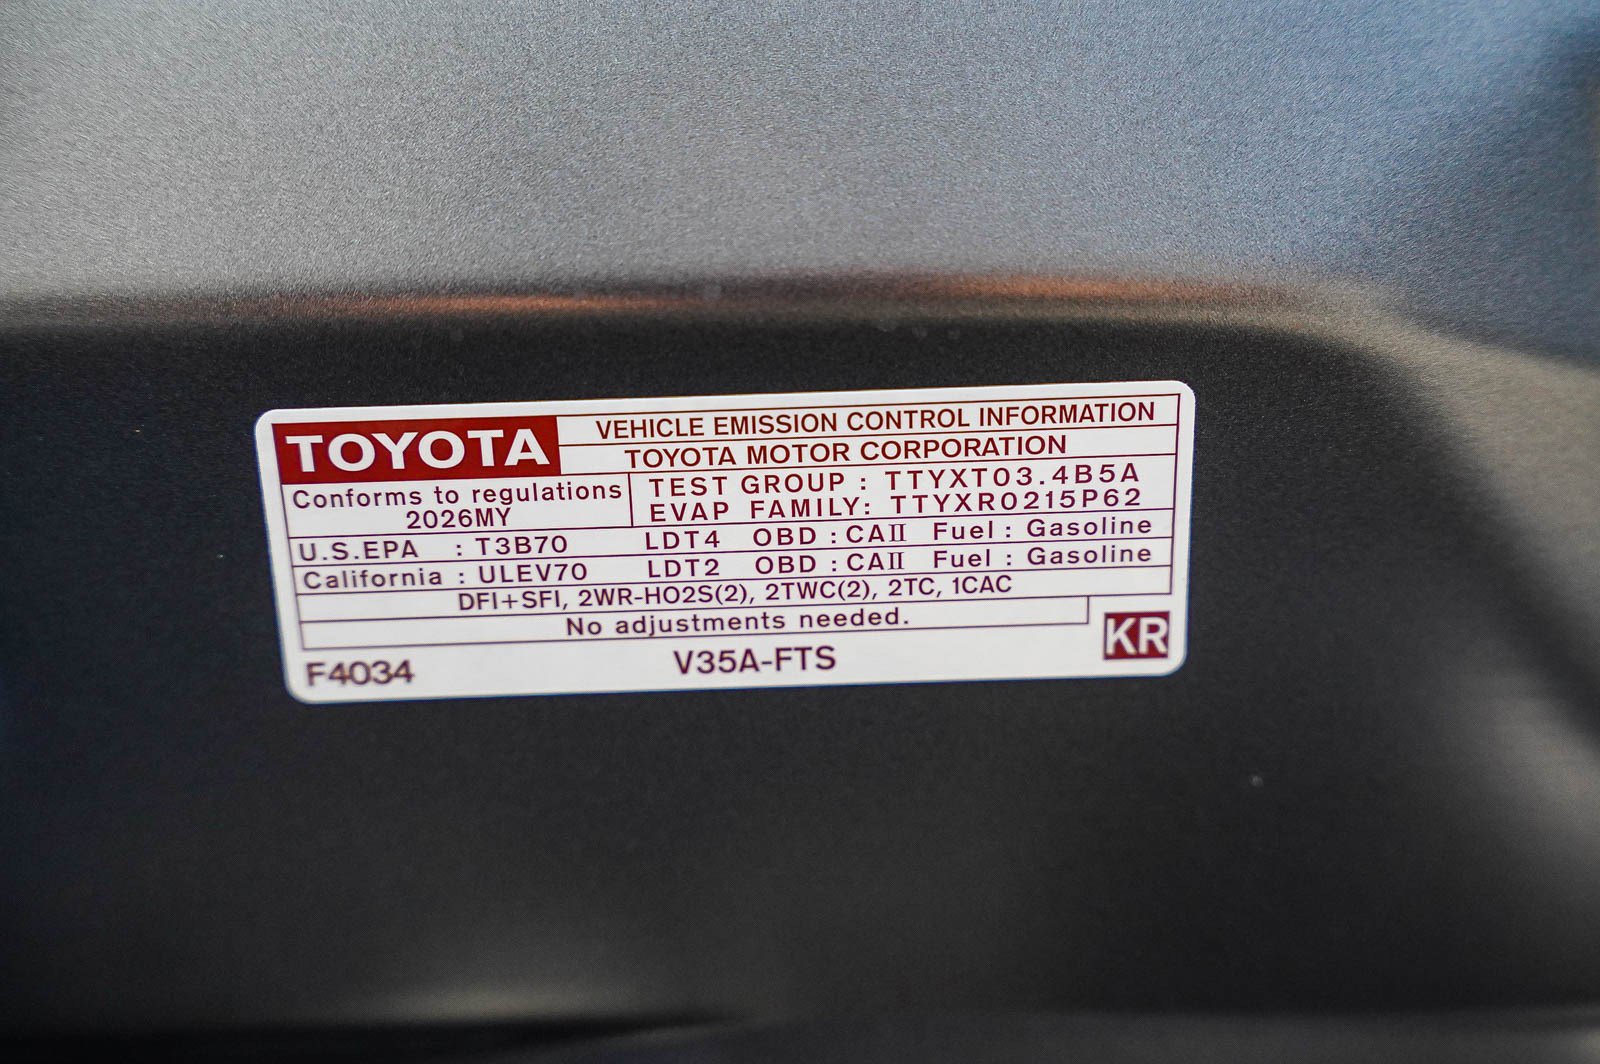 TOYOTA
VEHICLE EMISSION CONTROL INFORMATION
TOYOTA MOTOR CORPORATION
Conforms to regulations
2026MY
TEST GROUP : TTYXT03.4B5A
EVAP FAMILY: TTYXR0215P62
U.S.EPA : T3B70 LDT4 OBD : CAII Fuel : Gasoline
California : ULEV70 LDT2 OBD : CAII Fuel : Gasoline
DFI+SFI, 2WR-HO2S(2), 2TWC(2), 2TC, 1CAC
No adjustments needed.
F4034 V35A-FTS KR